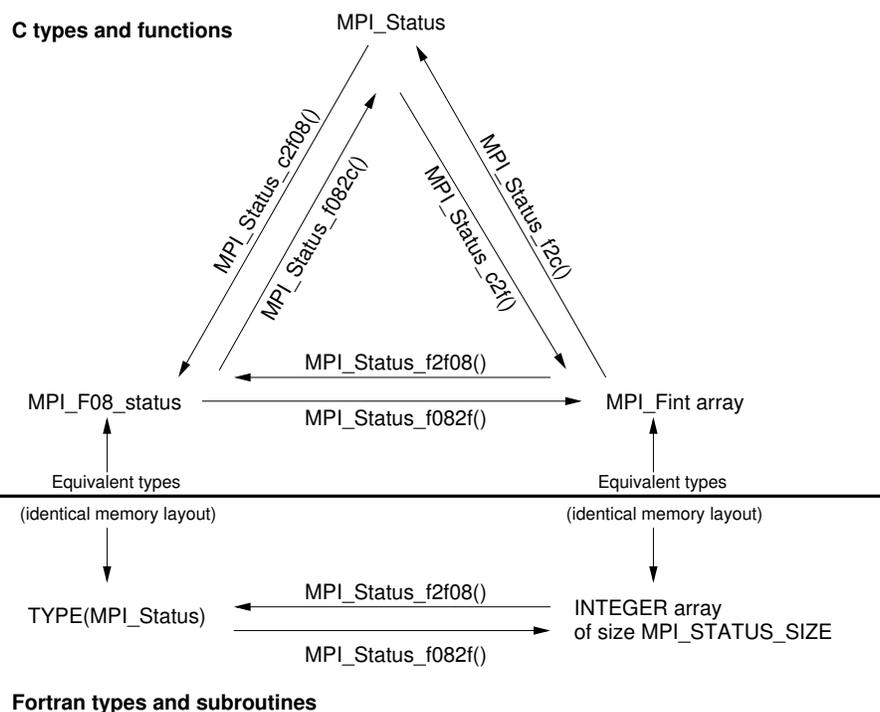 C types and functions
MPI_Status
MPI_Status_c2f08()
MPI_Status_f082c()
MPI_Status_c2f()
MPI_Status_f2c()
MPI_Status_f2f08()
MPI_F08_status
MPI_Fint array
MPI_Status_f082f()
Equivalent types
Equivalent types
(identical memory layout)
(identical memory layout)
MPI_Status_f2f08()
TYPE(MPI_Status)
INTEGER array
of size MPI_STATUS_SIZE
MPI_Status_f082f()
Fortran types and subroutines